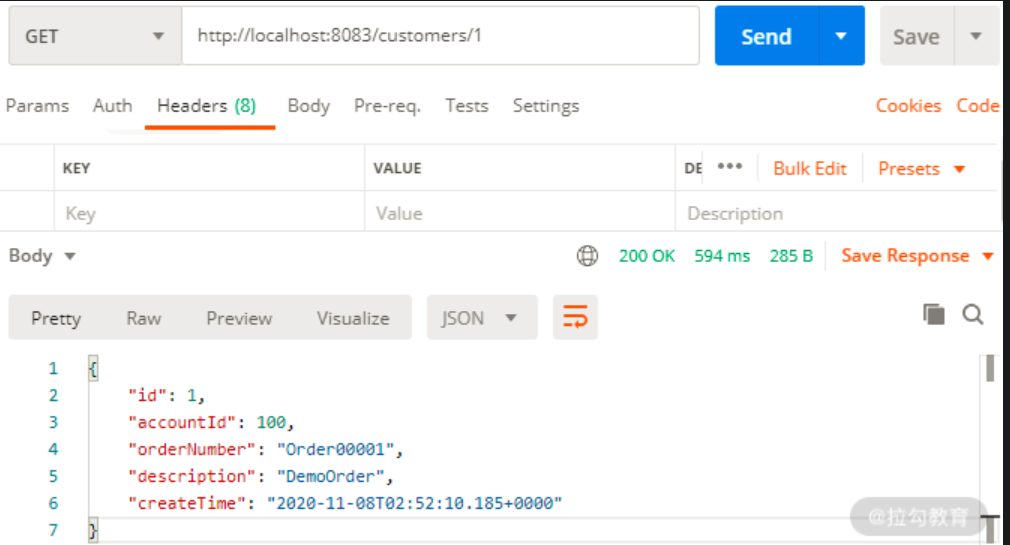 GET http://localhost:8083/customers/1 Send Save
Params Auth Headers (8) Body Pre-req. Tests Settings Cookies Code
KEY VALUE DE ••• Bulk Edit Presets
Key Value Description
Body 200 OK 594 ms 285 B Save Response
Pretty Raw Preview Visualize JSON
1 {
2 "id": 1,
3 "accountId": 100,
4 "orderNumber": "Order00001",
5 "description": "DemoOrder",
6 "createTime": "2020-11-08T02:52:10.185+0000"
7 }
@拉勾教育